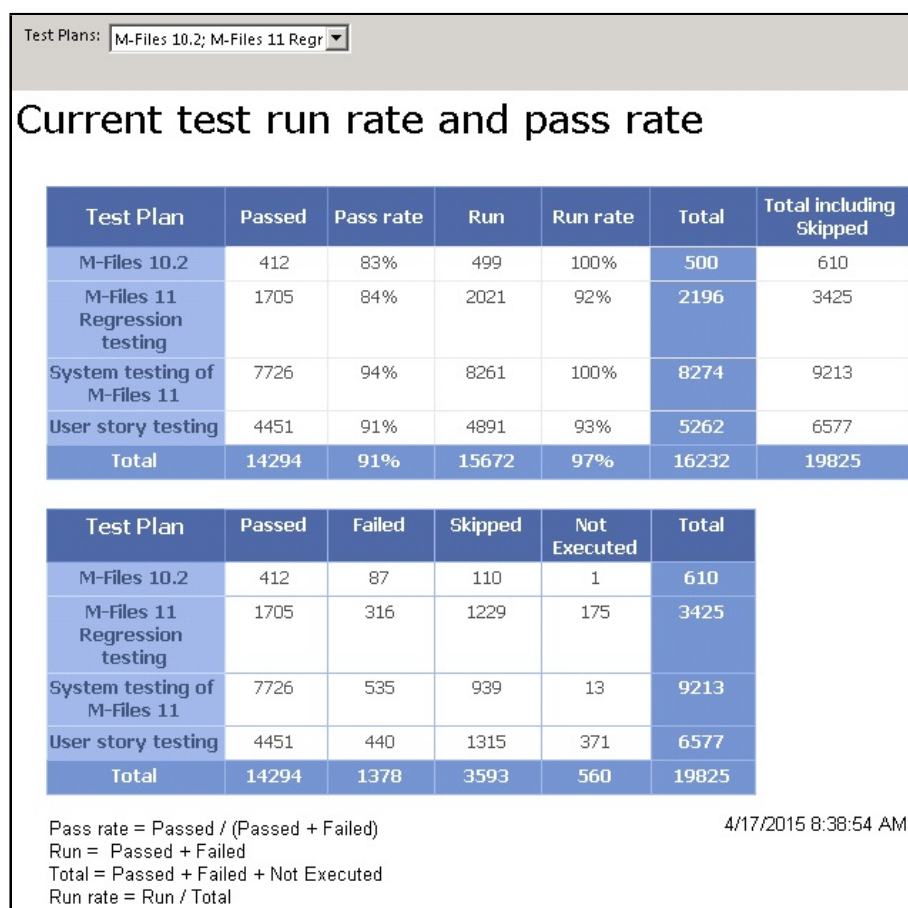 Test Plans: M-Files 10.2; M-Files 11 Regr
Current test run rate and pass rate
Test Plan Passed Pass rate Run Run rate Total Total including Skipped
M-Files 10.2 412 83% 499 100% 500 610
M-Files 11 Regression testing 1705 84% 2021 92% 2196 3425
System testing of M-Files 11 7726 94% 8261 100% 8274 9213
User story testing 4451 91% 4891 93% 5262 6577
Total 14294 91% 15672 97% 16232 19825
Test Plan Passed Failed Skipped Not Executed Total
M-Files 10.2 412 87 110 1 610
M-Files 11 Regression testing 1705 316 1229 175 3425
System testing of M-Files 11 7726 535 939 13 9213
User story testing 4451 440 1315 371 6577
Total 14294 1378 3593 560 19825
Pass rate = Passed / (Passed + Failed) 4/17/2015 8:38:54 AM
Run = Passed + Failed
Total = Passed + Failed + Not Executed
Run rate = Run / Total